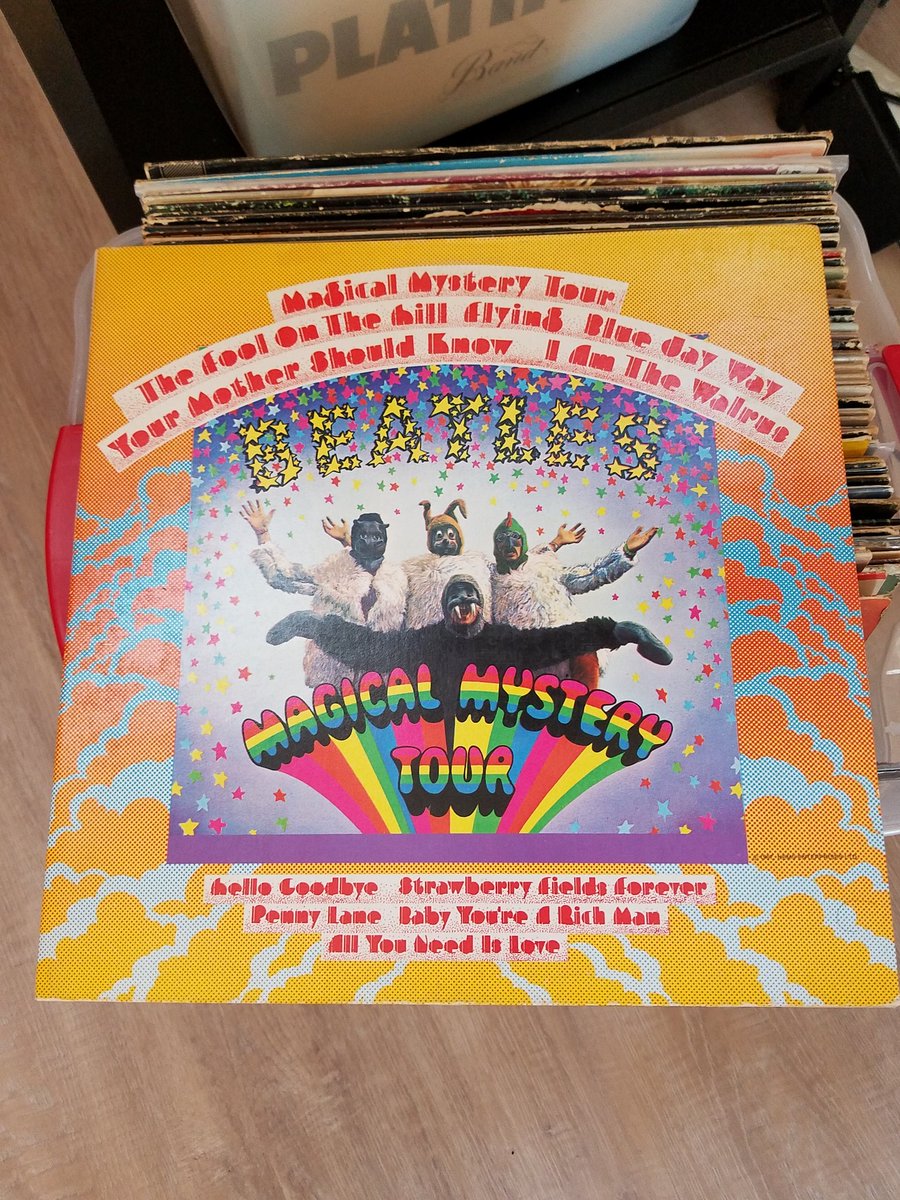 PLATIN
Band
Magical Mystery Tour
The Fool On The Hill Flying Blue Jay Way
Your Mother Should Know I Am The Walrus
BEATLES
MAGICAL MYSTERY
TOUR
Hello Goodbye Strawberry Fields Forever
Penny Lane Baby You're A Rich Man
All You Need Is Love